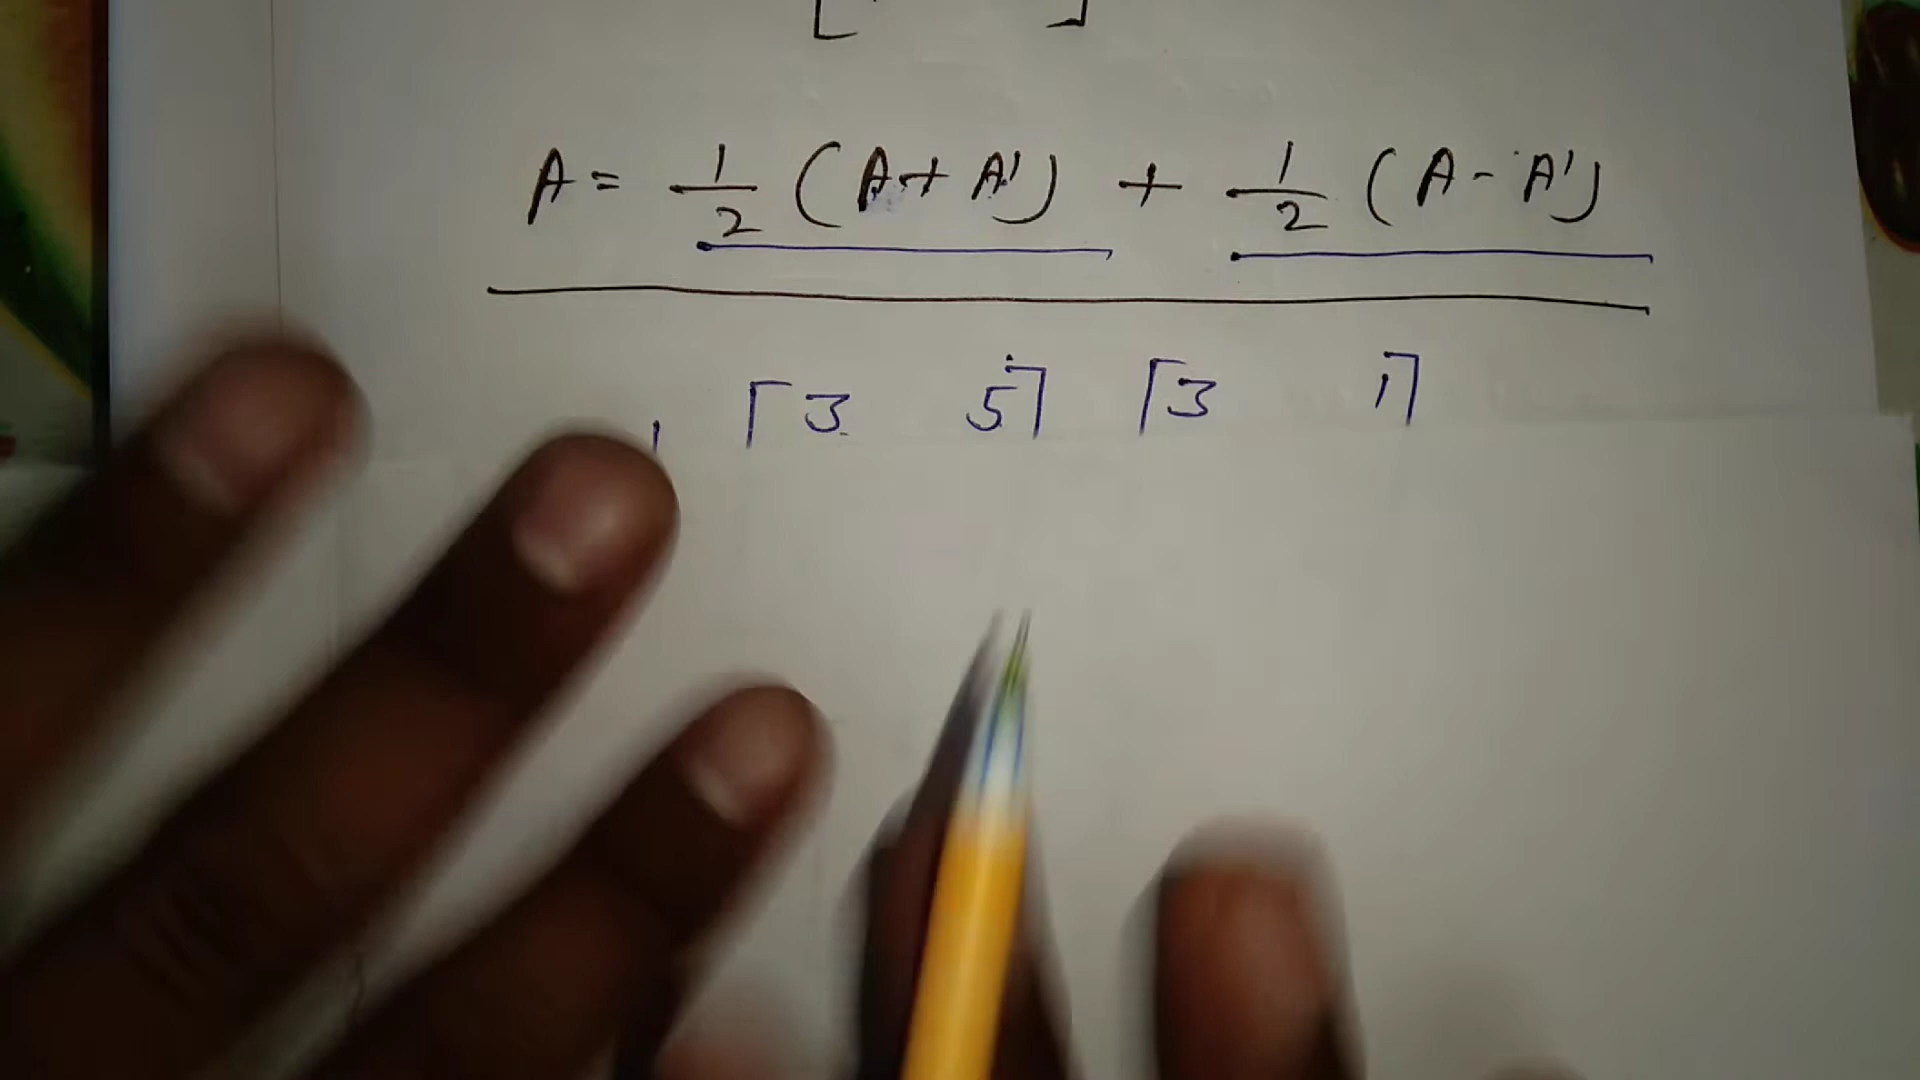 A = 1/2 (A + A') + 1/2 (A - A')
[3 5] [3 1]